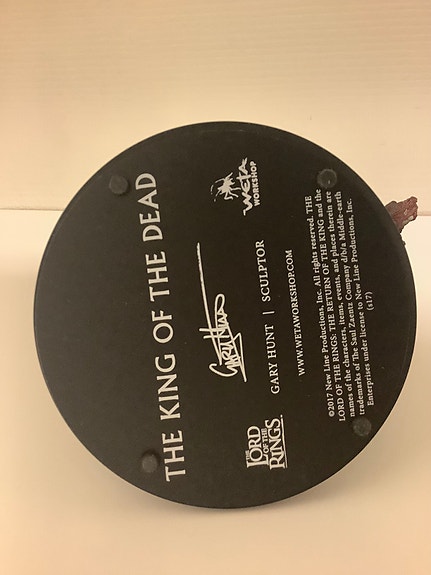 THE KING OF THE DEAD
Gary Hunt
GARY HUNT | SCULPTOR
WWW.WETAWORKSHOP.COM
THE
LORD
OF THE
RINGS
WETA
WORKSHOP
©2017 New Line Productions, Inc. All rights reserved. THE
LORD OF THE RINGS: THE RETURN OF THE KING and the
names of the characters, items, events, and places therein are
trademarks of The Saul Zaentz Company d/b/a Middle-earth
Enterprises under license to New Line Productions, Inc.
(s17)